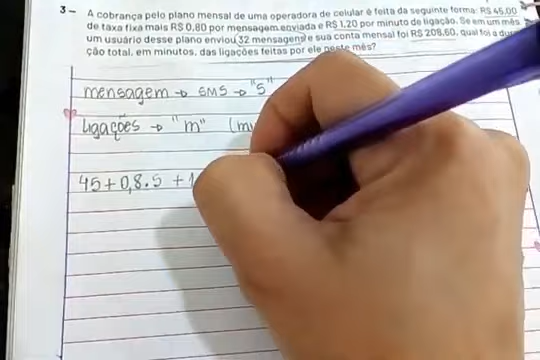 3- A cobrança pelo plano mensal de uma operadora de celular é feita da seguinte forma: R$ 45,00
de taxa fixa mais R$ 0,80 por mensagem enviada e R$ 1,20 por minuto de ligação. Se em um mês
um usuário desse plano enviou 32 mensagens e sua conta mensal foi R$ 208,60, qual foi a
ção total, em minutos, das ligações feitas por ele neste mês?
mensagem → SMS → "S"
ligações → "m" (m
45+0,8.S +1